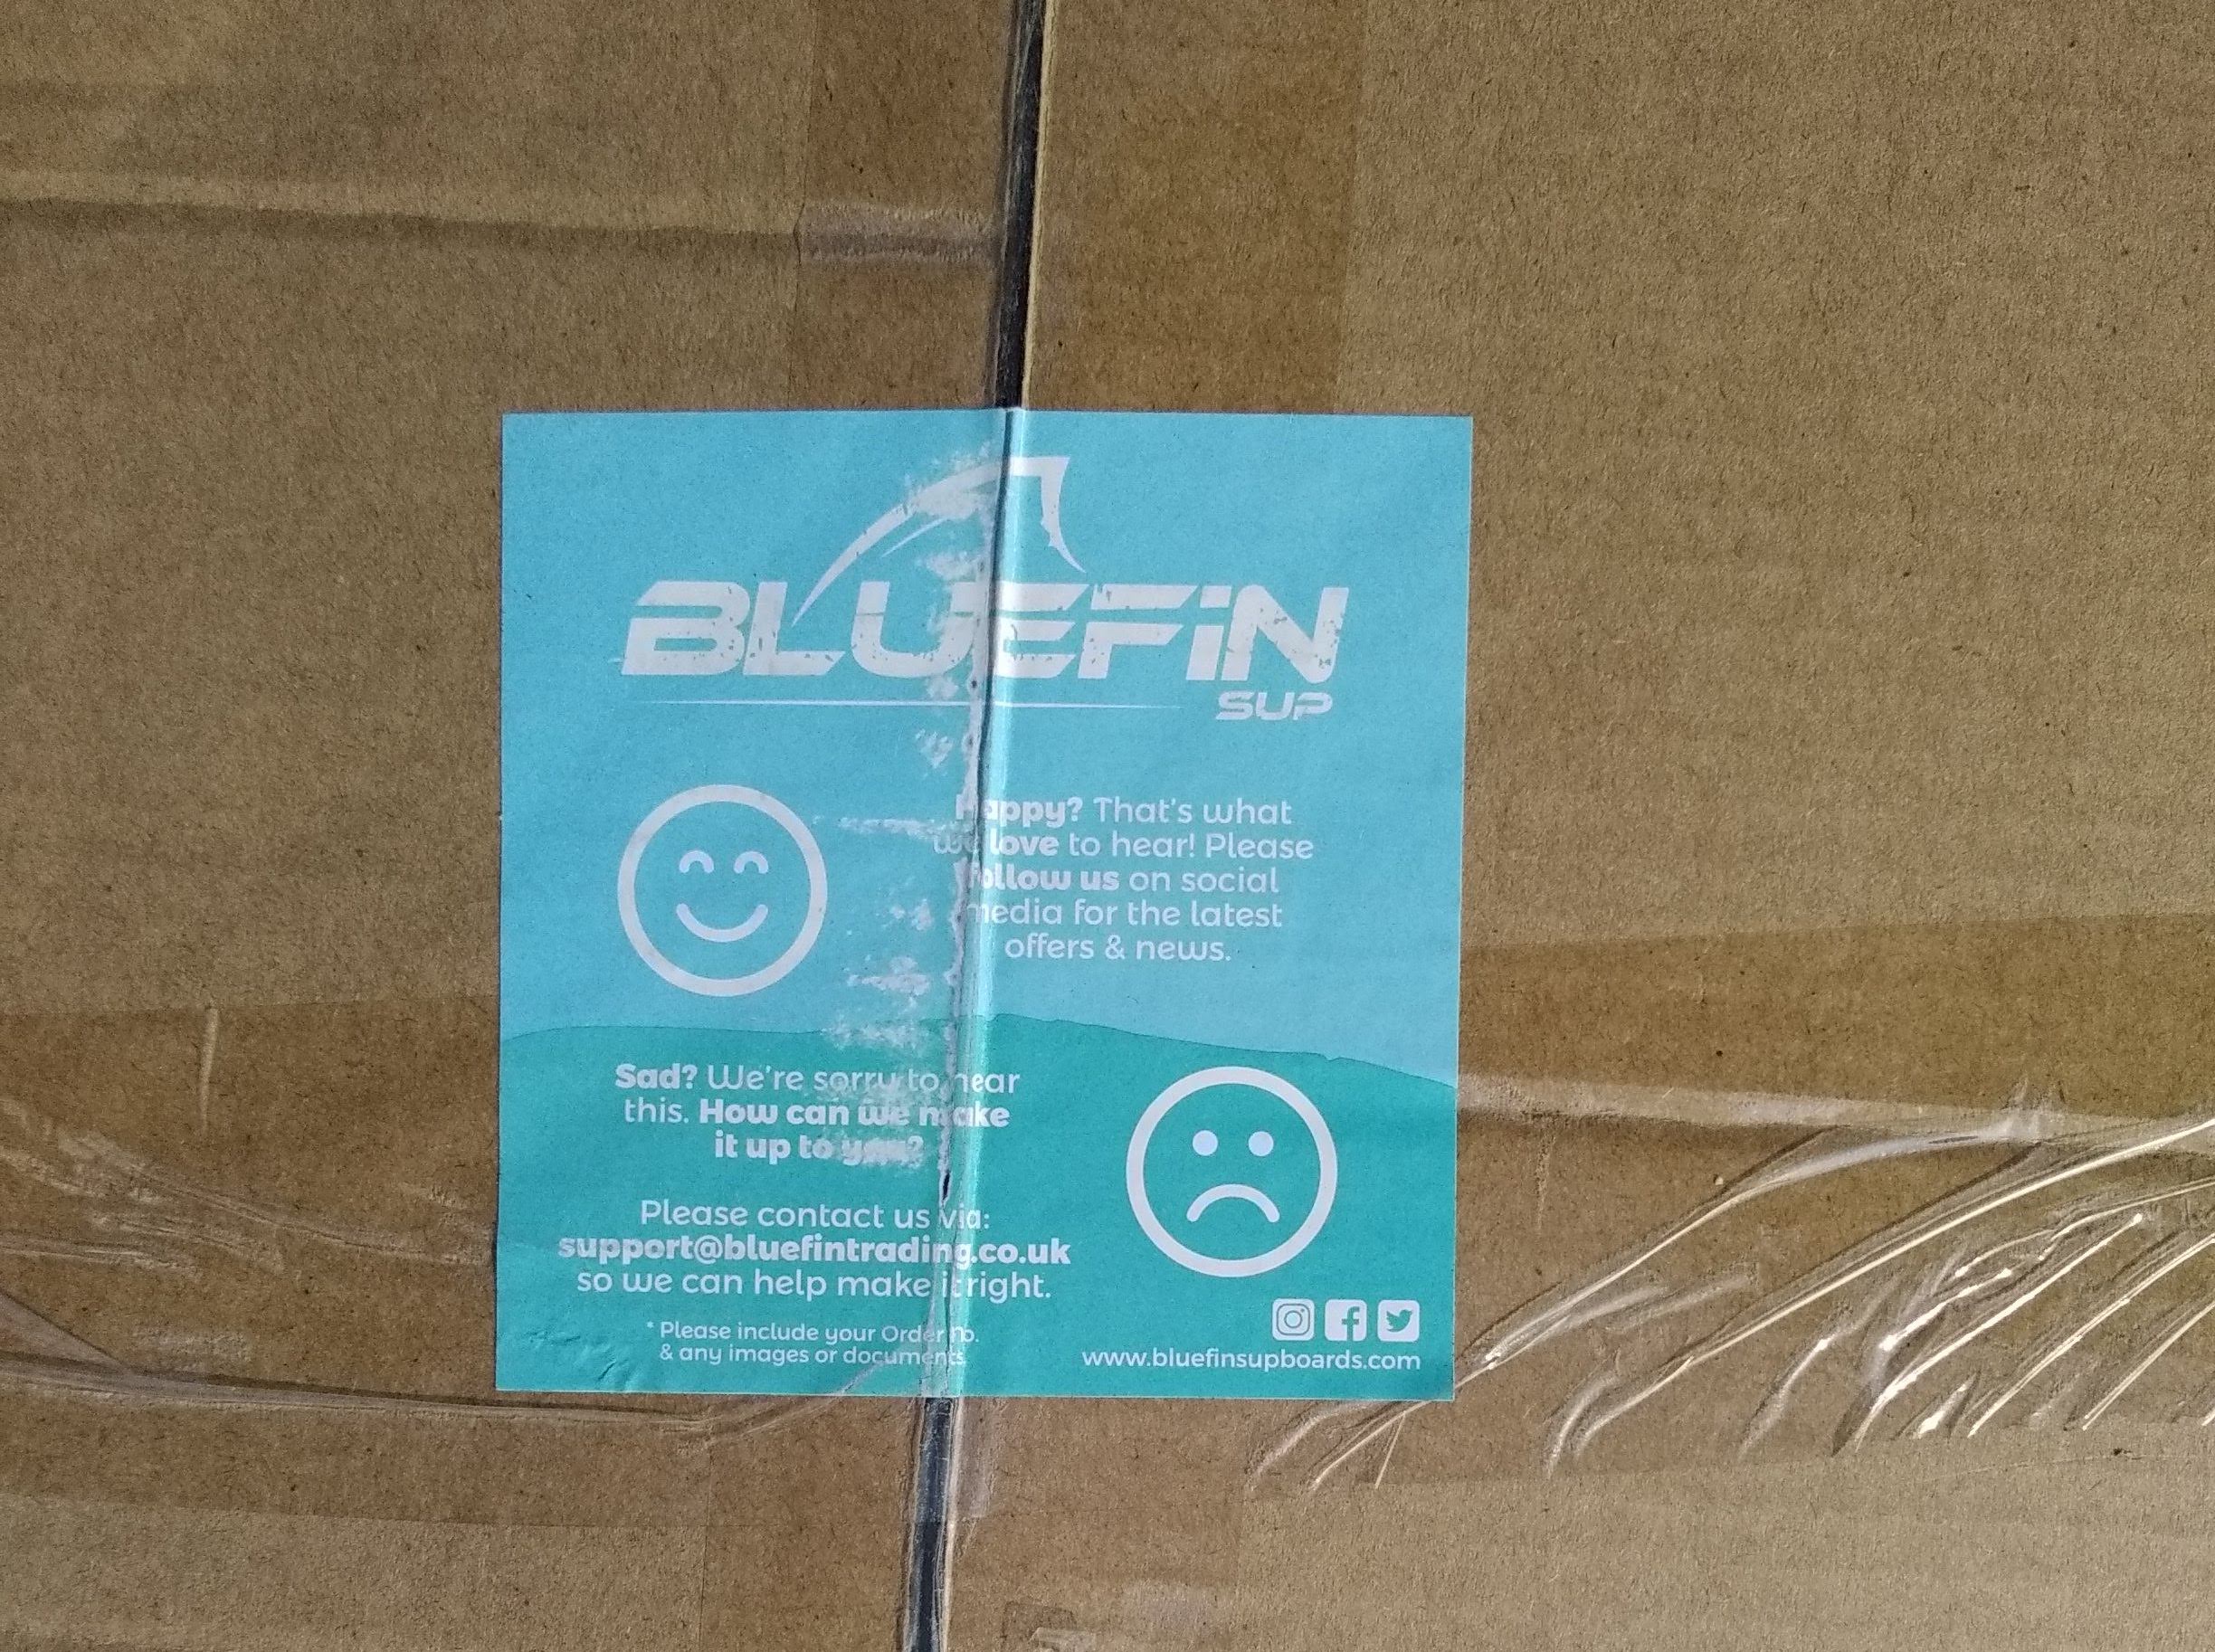 BLUEFiN
SUP
Happy? That's what
we love to hear! Please
follow us on social
media for the latest
offers & news.
Sad? We're sorry to hear
this. How can we make
it up to you?
Please contact us via:
support@bluefintrading.co.uk
so we can help make it right.
* Please include your Order no.
& any images or documents.
www.bluefinsupboards.com